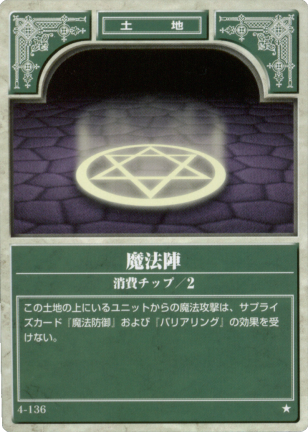 土地
魔法陣
消費チップ/2
この土地の上にいるユニットからの魔法攻撃は、サプライ
ズカード『魔法防御』および『バリアリング』の効果を受
けない。
4-136
★